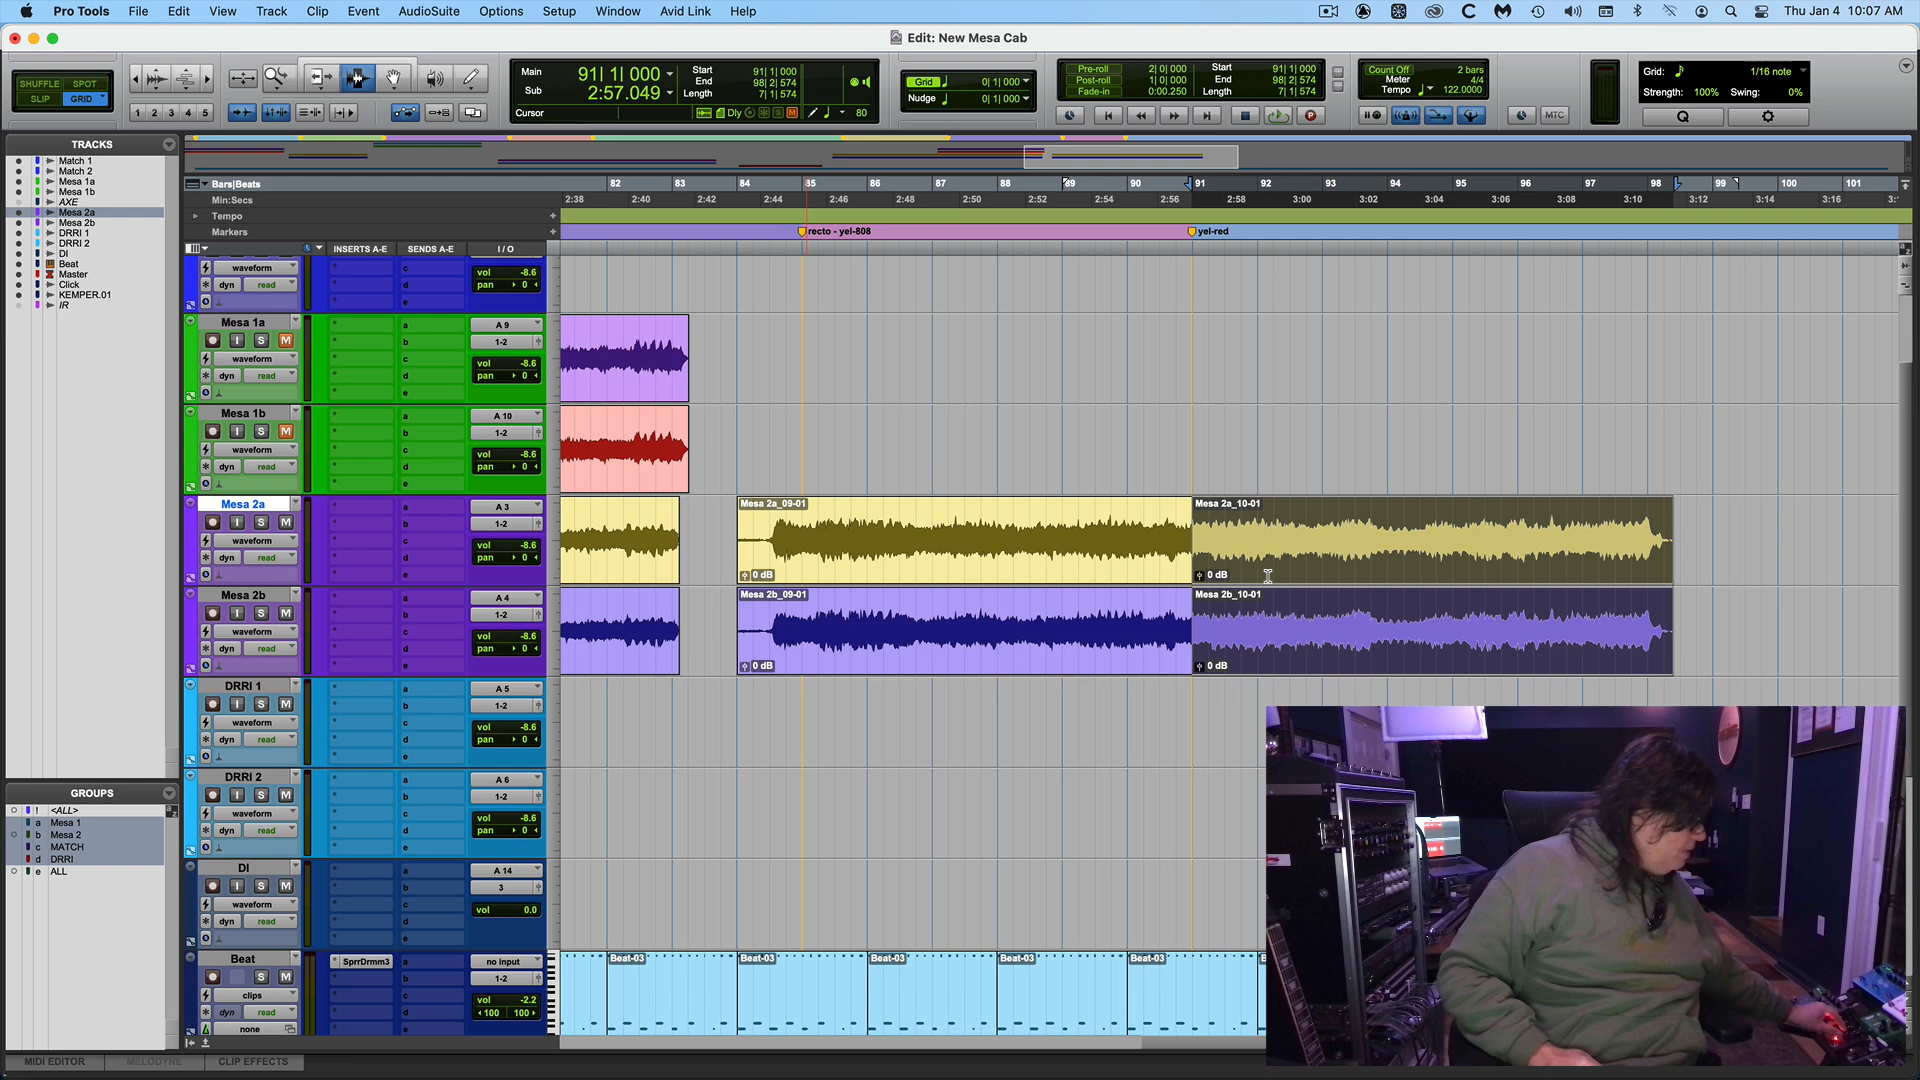 Pro Tools File Edit View Track Clip Event AudioSuite Options Setup Window Avid Link Help
Thu Jan 4 10:07 AM
Edit: New Mesa Cab
SHUFFLE SPOT
SLIP GRID
1 2 3 4 5
Main 91| 1| 000
Sub 2:57.049
Cursor
Start 91| 1| 000
End 98| 2| 574
Length 7| 1| 574
Dly
80
Grid 0| 1| 000
Nudge 0| 1| 000
Pre-roll 2| 0| 000
Post-roll 1| 0| 000
Fade-in 0:00.250
Start 91| 1| 000
End 98| 2| 574
Length 7| 1| 574
Count Off 2 bars
Meter 4/4
Tempo 122.0000
MTC
Grid: 1/16 note
Strength: 100% Swing: 0%
Q
TRACKS
Match 1
Match 2
Mesa 1a
Mesa 1b
AXE
Mesa 2a
Mesa 2b
DRRI 1
DRRI 2
DI
Beat
Master
Click
KEMPER.01
IR
GROUPS
! <ALL>
a Mesa 1
b Mesa 2
c MATCH
d DRRI
e ALL
Bars|Beats 82 83 84 85 86 87 88 89 90 91 92 93 94 95 96 97 98 99 100 101
Min:Secs 2:38 2:40 2:42 2:44 2:46 2:48 2:50 2:52 2:54 2:56 2:58 3:00 3:02 3:04 3:06 3:08 3:10 3:12 3:14 3:16
Tempo
Markers recto - yel-808 yel-red
INSERTS A-E SENDS A-E I / O
waveform c vol -8.6
dyn read d pan 0
e
Mesa 1a a A 9
I S M b 1-2
waveform c vol -8.6
dyn read d pan 0
e
Mesa 1b a A 10
I S M b 1-2
waveform c vol -8.6
dyn read d pan 0
e
Mesa 2a a A 3 Mesa 2a_09-01 Mesa 2a_10-01
I S M b 1-2
waveform c vol -8.6
dyn read d pan 0
e 0 dB 0 dB
Mesa 2b a A 4 Mesa 2b_09-01 Mesa 2b_10-01
I S M b 1-2
waveform c vol -8.6
dyn read d pan 0
e 0 dB 0 dB
DRRI 1 a A 5
I S M b 1-2
waveform c vol -8.6
dyn read d pan 0
e
DRRI 2 a A 6
I S M b 1-2
waveform c vol -8.6
dyn read d pan 0
e
DI a A 14
I S M b 3
waveform c vol 0.0
dyn read d
e
Beat SprrDrmm3 a no input Beat-03 Beat-03 Beat-03 Beat-03 Beat-03
S M b 1-2
clips c vol -2.2
dyn read d 100 100
none e
MIDI EDITOR MELODYNE CLIP EFFECTS